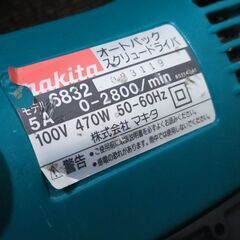 makita
オートパック
スクリュードライバ
モデル 6832
5A 0-2800/min
100V 470W 50-60Hz
株式会社 マキタ
警告